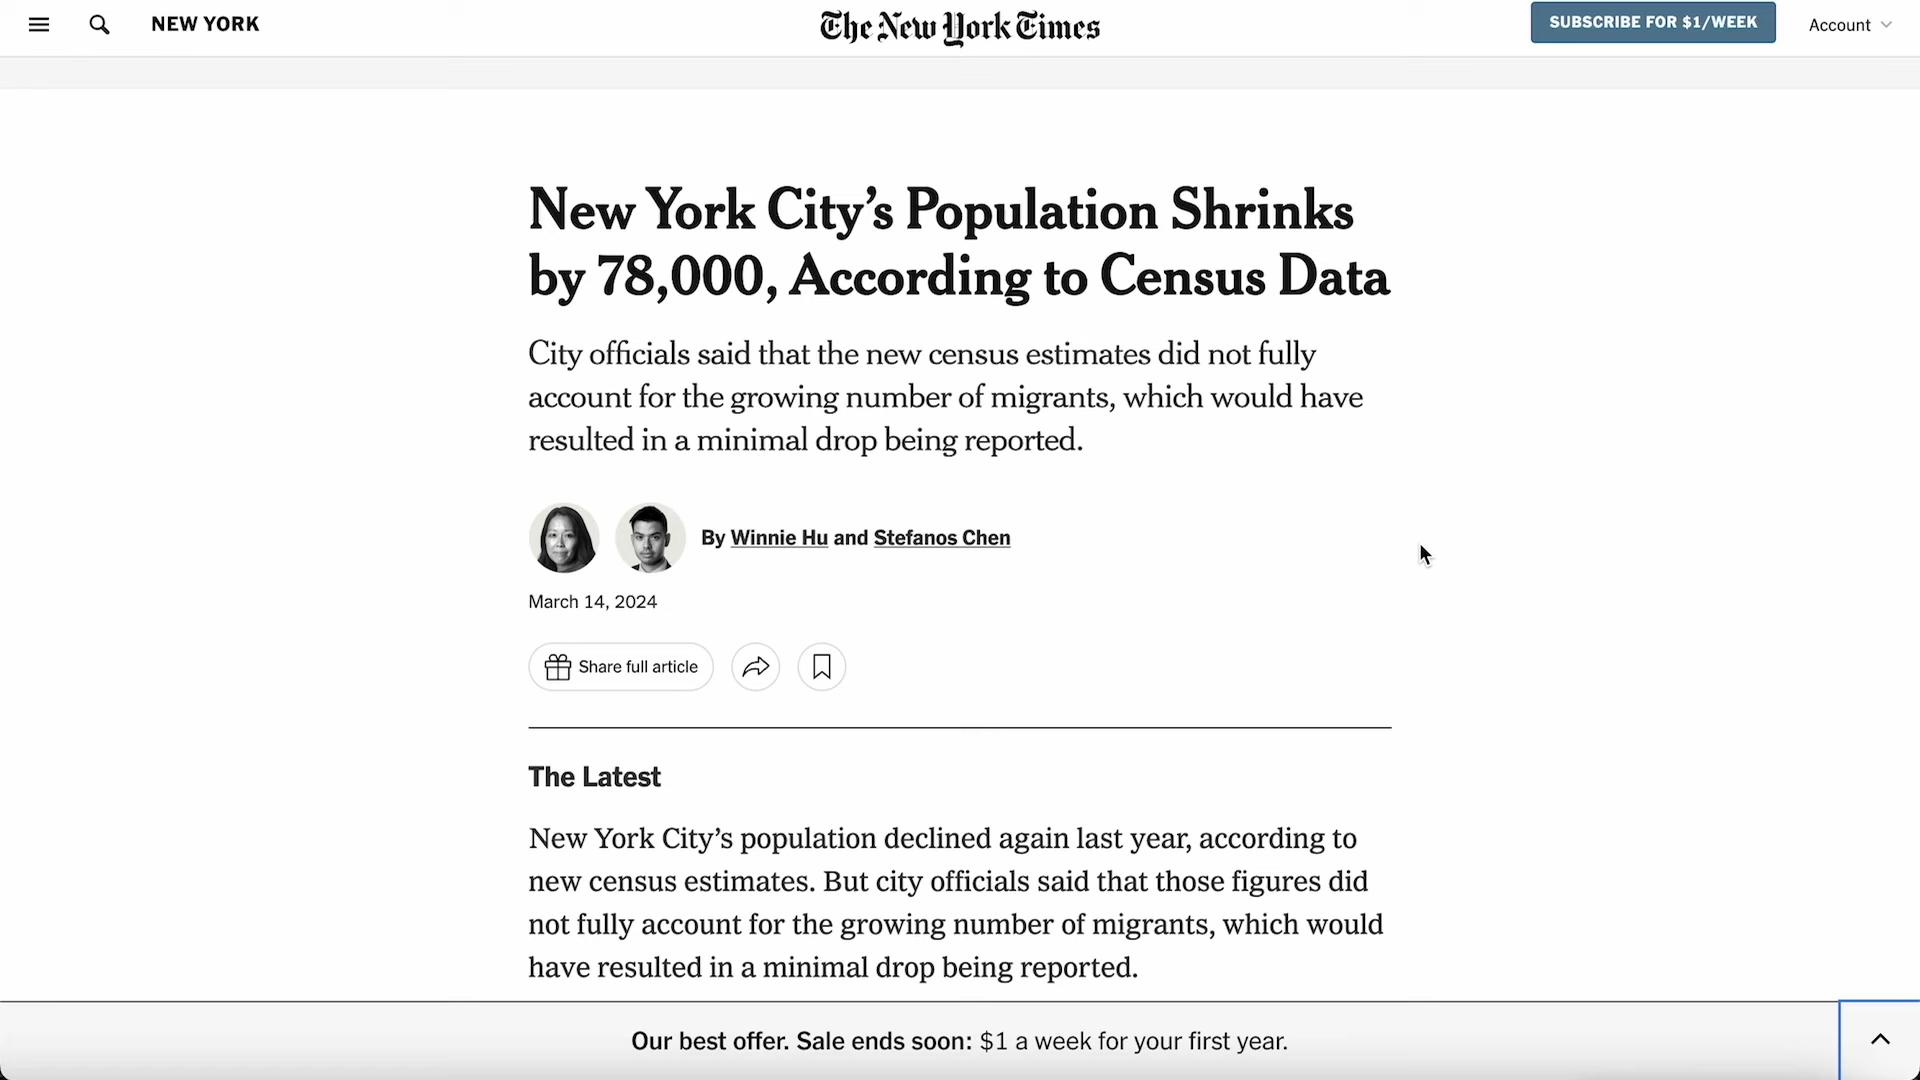 NEW YORK
The New York Times
SUBSCRIBE FOR $1/WEEK
Account
New York City’s Population Shrinks
by 78,000, According to Census Data
City officials said that the new census estimates did not fully
account for the growing number of migrants, which would have
resulted in a minimal drop being reported.
By Winnie Hu and Stefanos Chen
March 14, 2024
Share full article
The Latest
New York City’s population declined again last year, according to
new census estimates. But city officials said that those figures did
not fully account for the growing number of migrants, which would
have resulted in a minimal drop being reported.
Our best offer. Sale ends soon: $1 a week for your first year.